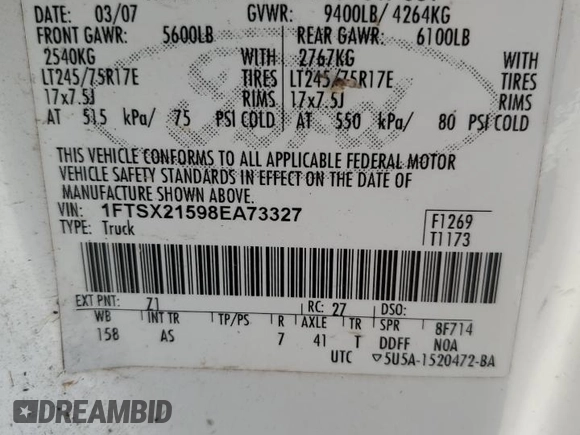 DATE: 03/07 GVWR: 9400LB/ 4264KG
FRONT GAWR: 5600LB REAR GAWR: 6100LB
2540KG WITH 2767KG WITH
LT245/75R17E TIRES LT245/75R17E TIRES
17x7.5J RIMS 17x7.5J RIMS
AT 515 kPa/ 75 PSI COLD AT 550 kPa/ 80 PSI COLD
THIS VEHICLE CONFORMS TO ALL APPLICABLE FEDERAL MOTOR
VEHICLE SAFETY STANDARDS IN EFFECT ON THE DATE OF
MANUFACTURE SHOWN ABOVE.
VIN: 1FTSX21598EA73327 F1269
TYPE: Truck T1173
EXT PNT: Z1 RC: 27 DSO:
WB INT TR TP/PS R AXLE TR SPR 8F714
158 AS 7 41 T DDFF NOA
UTC ▽5U5A-1520472-BA
DREAMBID